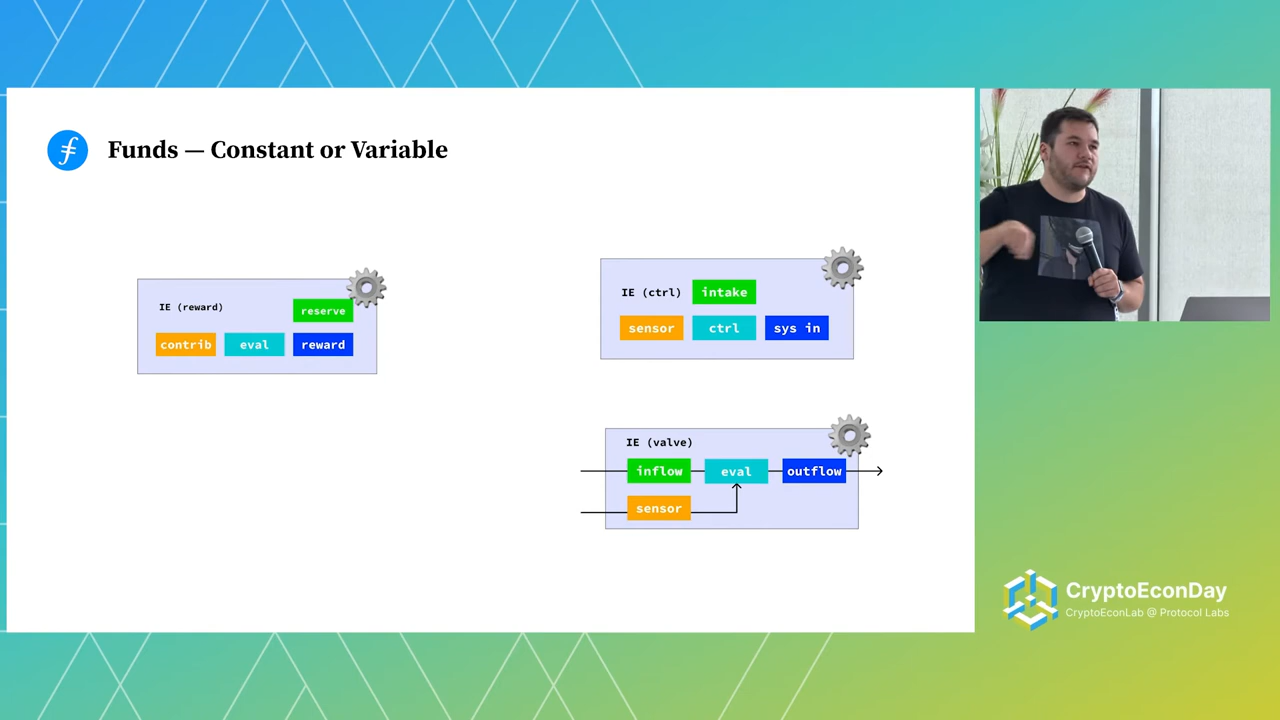 Funds — Constant or Variable
IE (reward)
reserve
contrib
eval
reward
IE (ctrl)
intake
sensor
ctrl
sys in
IE (valve)
inflow
eval
outflow
sensor
CryptoEconDay
CryptoEconLab @ Protocol Labs